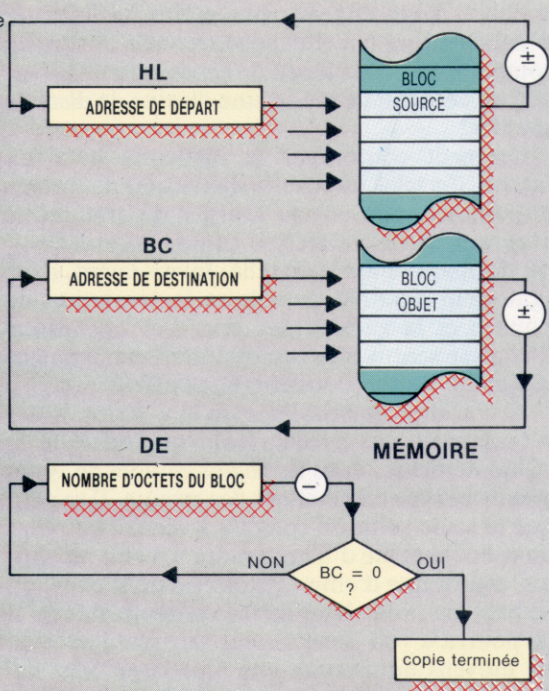 e
±
HL
BLOC
ADRESSE DE DÉPART
SOURCE
BC
ADRESSE DE DESTINATION
BLOC
OBJET
±
DE
MÉMOIRE
NOMBRE D'OCTETS DU BLOC
−
NON
BC = 0
?
OUI
copie terminée